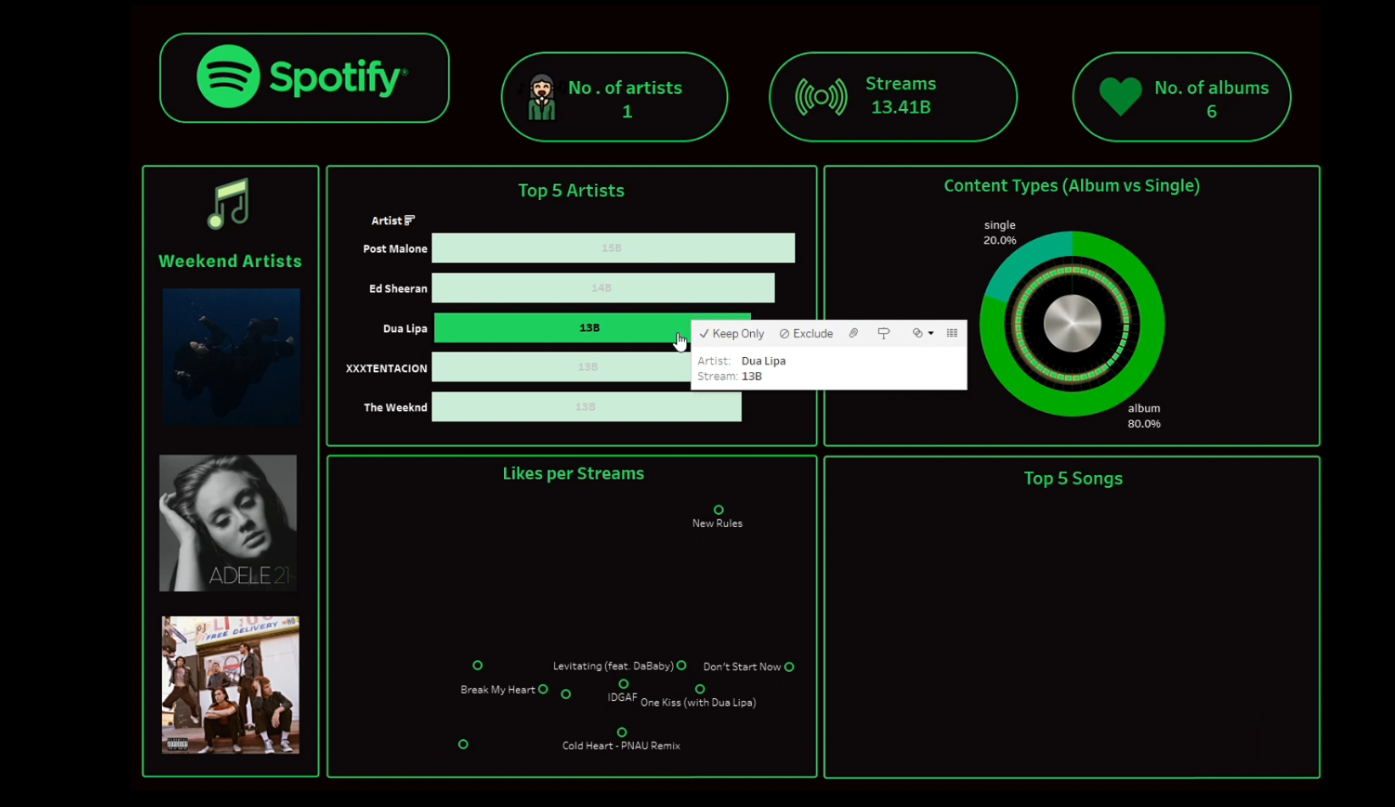 Spotify®
No . of artists
1
Streams
13.41B
No. of albums
6
Weekend Artists
ADELE 21
FREE DELIVERY
Top 5 Artists
Artist
Post Malone
15B
Ed Sheeran
14B
Dua Lipa
13B
XXXTENTACION
13B
The Weeknd
13B
Keep Only
Exclude
Artist: Dua Lipa
Stream: 13B
Content Types (Album vs Single)
single
20.0%
album
80.0%
Likes per Streams
New Rules
Levitating (feat. DaBaby)
Don't Start Now
Break My Heart
IDGAF
One Kiss (with Dua Lipa)
Cold Heart - PNAU Remix
Top 5 Songs